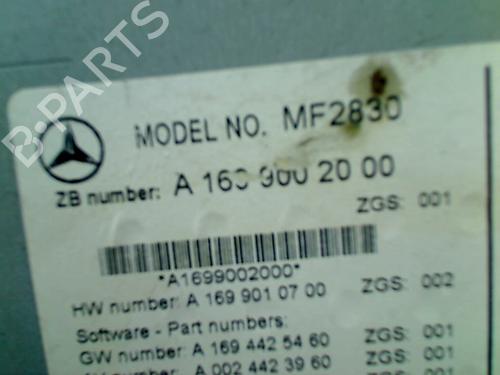 MODEL NO. MF2830
ZB number: A 169 900 20 00
ZGS: 001
*A1699002000*
HW number: A 169 901 07 00 ZGS: 002
Software - Part numbers:
GW number: A 169 442 54 60 ZGS: 001
number: A 002 442 39 60 ZGS: 001
001
B-PARTS